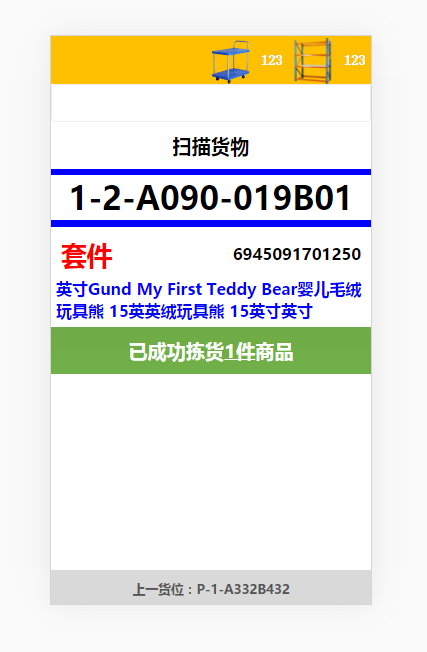 123 123
扫描货物
1-2-A090-019B01
套件 6945091701250
英寸Gund My First Teddy Bear婴儿毛绒
玩具熊 15英英绒玩具熊 15英寸英寸
已成功拣货1件商品
上一货位：P-1-A332B432